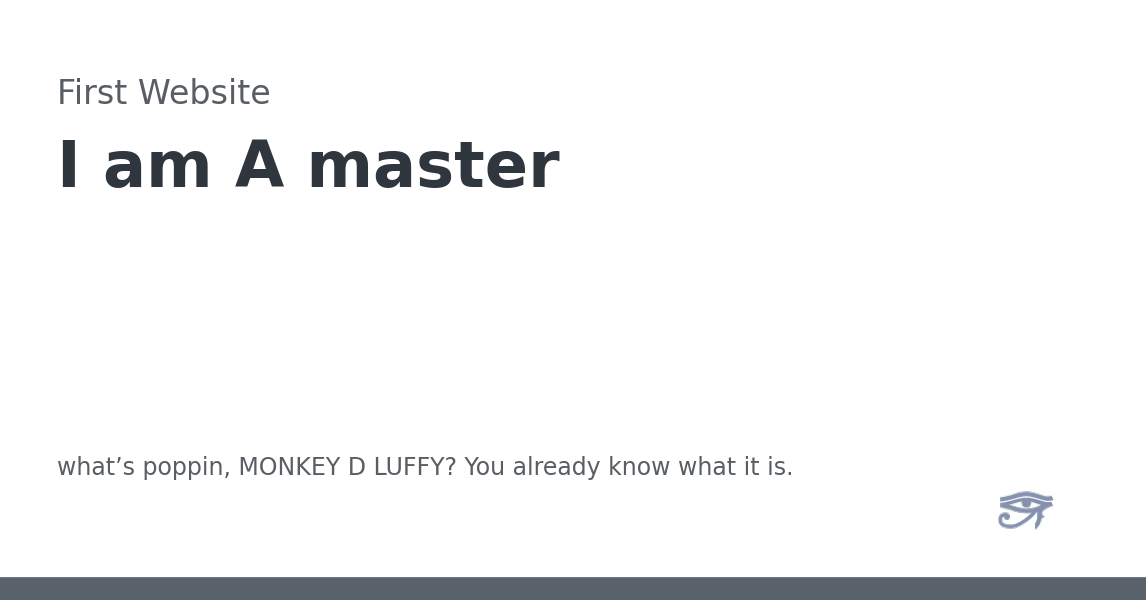 First Website
I am A master
what’s poppin, MONKEY D LUFFY? You already know what it is.